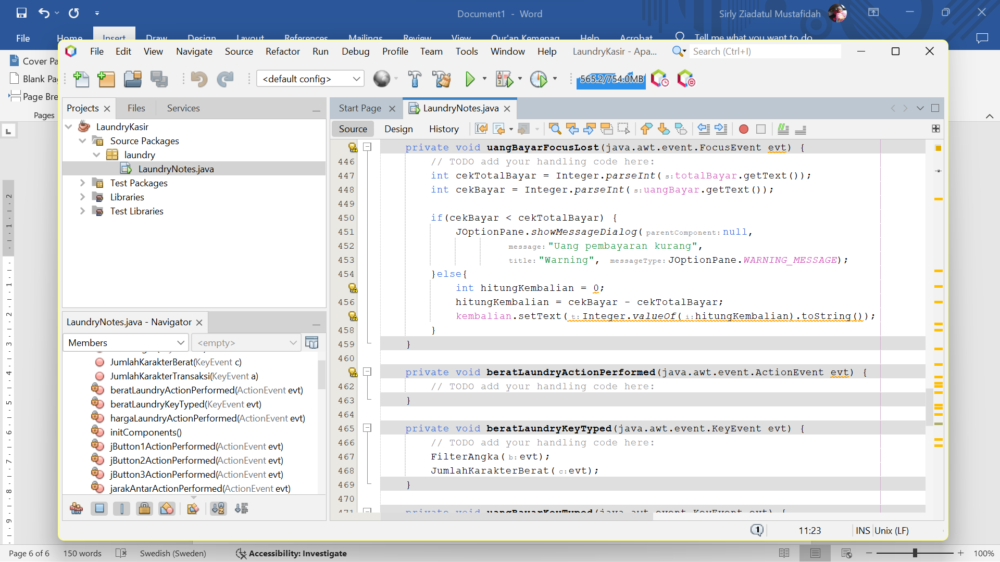 Document1 - Word
Sirly Ziadatul Mustafidah
File Home Insert Draw Design Layout References Mailings Review View Qur'an Kemenag Help Acrobat Tell me what you want to do
Cover Pa
Blank Pa
Page Bre
Pages
File Edit View Navigate Source Refactor Run Debug Profile Team Tools Window Help LaundryKasir - Apa... Search (Ctrl+I)
<default config>
565.2/754.0MB
Projects Files Services
LaundryKasir
Source Packages
laundry
LaundryNotes.java
Test Packages
Libraries
Test Libraries
LaundryNotes.java - Navigator
Members <empty>
JumlahKarakterBerat(KeyEvent c)
JumlahKarakterTransaksi(KeyEvent a)
beratLaundryActionPerformed(ActionEvent evt)
beratLaundryKeyTyped(KeyEvent evt)
hargaLaundryActionPerformed(ActionEvent evt)
initComponents()
jButton1ActionPerformed(ActionEvent evt)
jButton2ActionPerformed(ActionEvent evt)
jButton3ActionPerformed(ActionEvent evt)
jarakAntarActionPerformed(ActionEvent evt)
Start Page LaundryNotes.java
Source Design History
private void uangBayarFocusLost(java.awt.event.FocusEvent evt) {
446 // TODO add your handling code here:
447 int cekTotalBayar = Integer.parseInt( s:totalBayar.getText());
448 int cekBayar = Integer.parseInt( s:uangBayar.getText());
449
450 if(cekBayar < cekTotalBayar) {
451 JOptionPane.showMessageDialog( parentComponent: null,
452 message: "Uang pembayaran kurang",
453 title: "Warning", messageType: JOptionPane.WARNING_MESSAGE);
454 }else{
int hitungKembalian = 0;
456 hitungKembalian = cekBayar - cekTotalBayar;
kembalian.setText( t: Integer.valueOf( i:hitungKembalian).toString());
458 }
459 }
460
private void beratLaundryActionPerformed(java.awt.event.ActionEvent evt) {
462 // TODO add your handling code here:
463 }
464
465 private void beratLaundryKeyTyped(java.awt.event.KeyEvent evt) {
466 // TODO add your handling code here:
467 FilterAngka( b:evt);
468 JumlahKarakterBerat( c:evt);
469 }
470
471 private void uangBayarKeyTyped(java.awt.event.KeyEvent evt) {
1 11:23 INS Unix (LF)
Page 6 of 6 150 words Swedish (Sweden) Accessibility: Investigate 100%